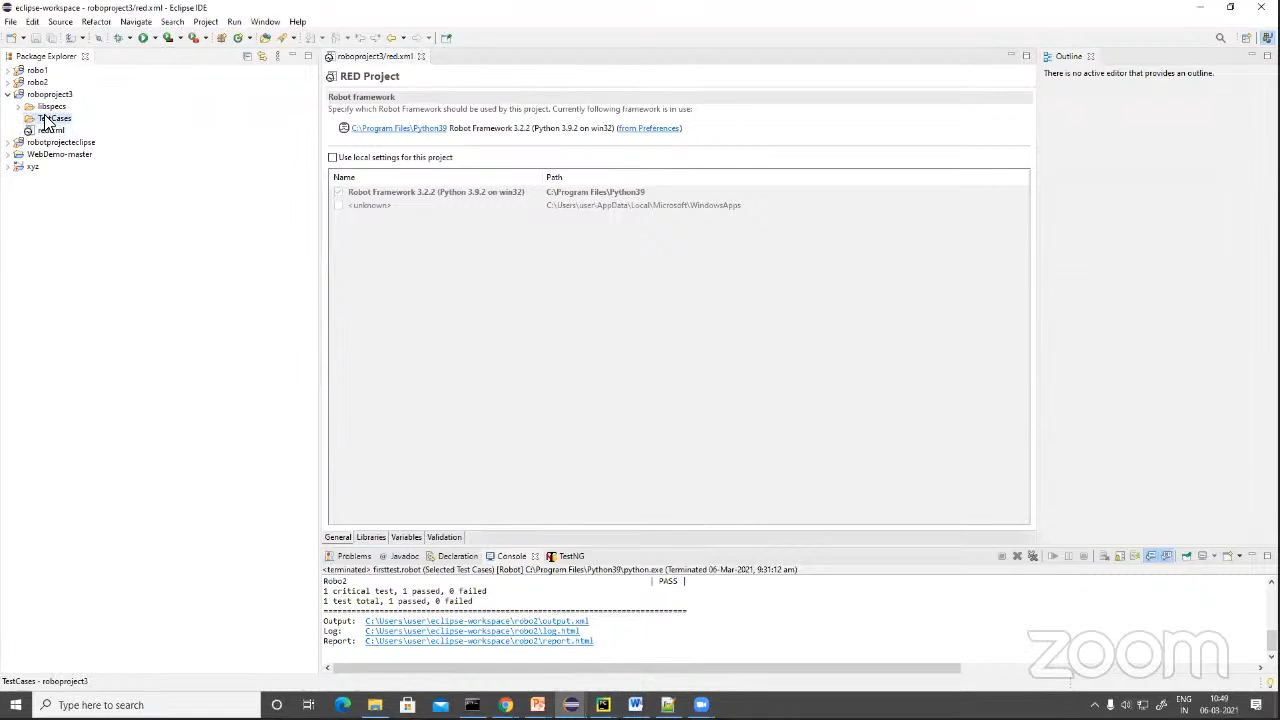 eclipse-workspace - roboproject3/red.xml - Eclipse IDE
File Edit Source Refactor Navigate Search Project Run Window Help
Package Explorer
roboproject3/red.xml
Outline
robo1
robo2
roboproject3
libspecs
TestCases
red.xml
robotprojecteclipse
WebDemo-master
xyz
RED Project
Robot framework
Specify which Robot Framework should be used by this project. Currently following framework is in use:
C:\Program Files\Python39 Robot Framework 3.2.2 (Python 3.9.2 on win32) (from Preferences)
Use local settings for this project
Name Path
Robot Framework 3.2.2 (Python 3.9.2 on win32) C:\Program Files\Python39
<unknown> C:\Users\user\AppData\Local\Microsoft\WindowsApps
There is no active editor that provides an outline.
General Libraries Variables Validation
Problems Javadoc Declaration Console TestNG
<terminated> firsttest.robot (Selected Test Cases) [Robot] C:\Program Files\Python39\python.exe (Terminated 06-Mar-2021, 9:31:12 am)
Robo2 | PASS |
1 critical test, 1 passed, 0 failed
1 test total, 1 passed, 0 failed
==============================================================================
Output: C:\Users\user\eclipse-workspace\robo2\output.xml
Log: C:\Users\user\eclipse-workspace\robo2\log.html
Report: C:\Users\user\eclipse-workspace\robo2\report.html
zoom
TestCases - roboproject3
Type here to search
ENG
IN
10:49
06-03-2021